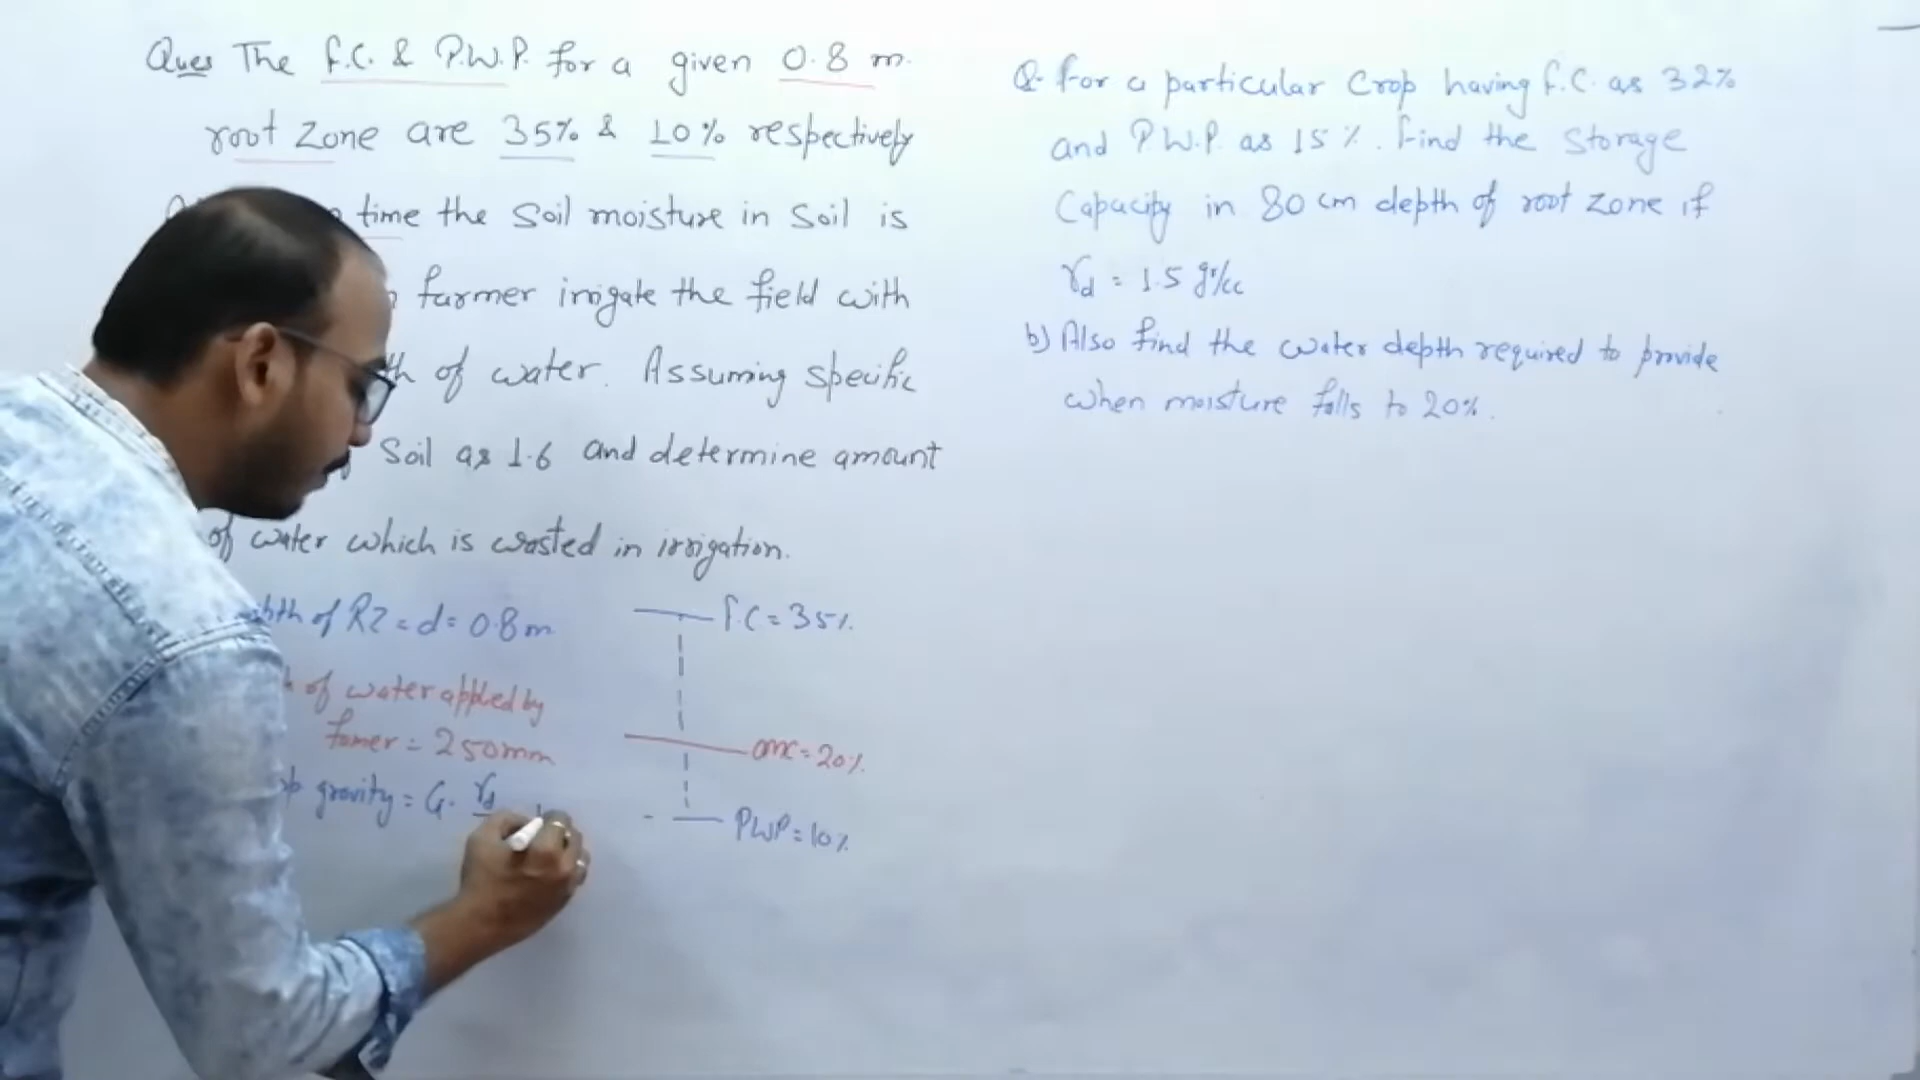 Ques The F.C. & P.W.P. for a given 0.8 m.
root zone are 35% & 10% respectively
time the soil moisture in soil is
farmer irrigate the field with
of water. Assuming specific
Soil as 1.6 and determine amount
of water which is wasted in irrigation.
of RZ = d = 0.8 m
of water applied by
= 250mm
gravity = G =
γd
F.C = 35%
omc = 20%
PWP = 10%
Q. For a particular Crop having F.C. as 32%
and P.W.P. as 15%. Find the Storage
Capacity in 80 cm depth of root zone if
γd = 1.5 gr/cc
b) Also find the water depth required to provide
when moisture falls to 20%.